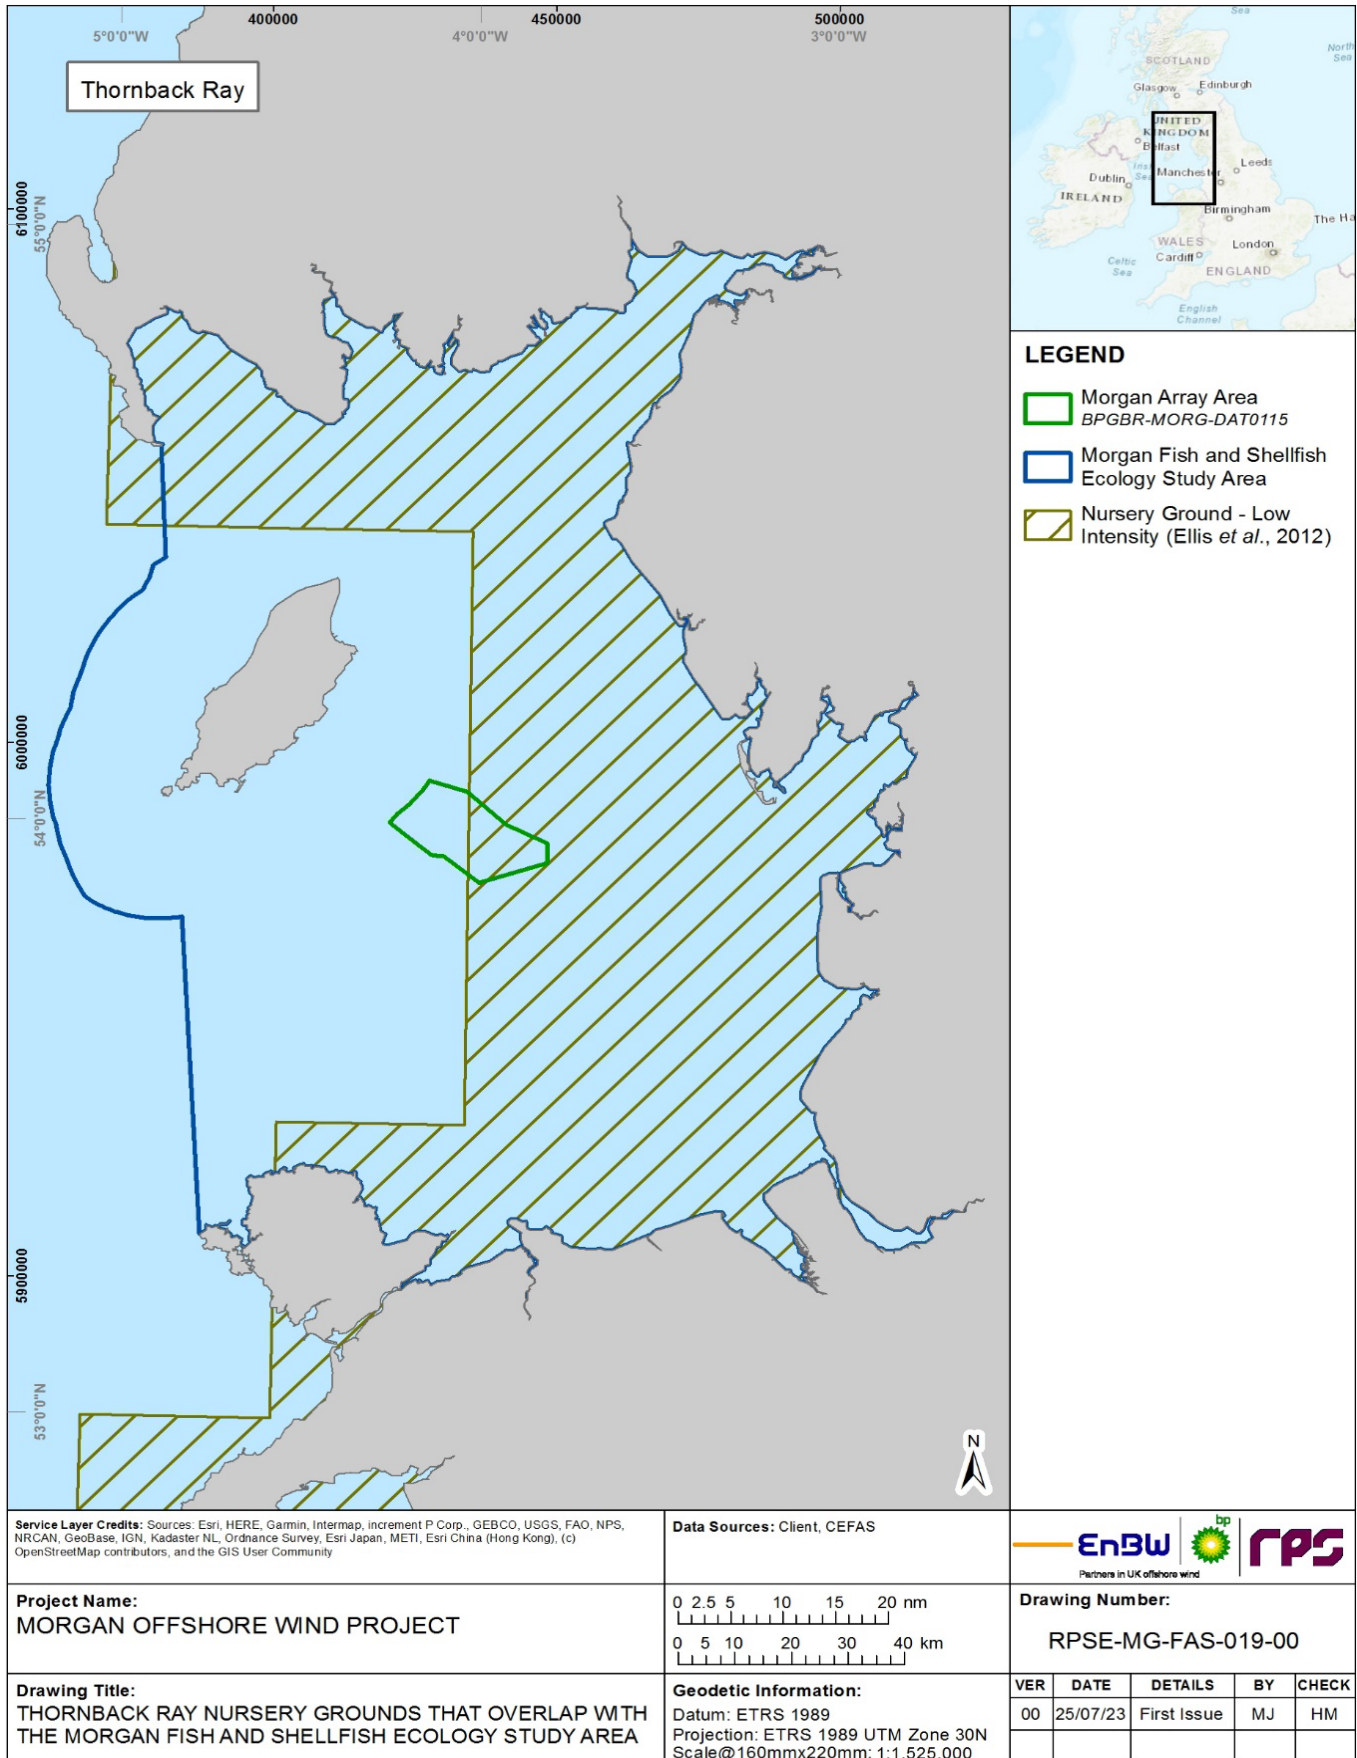 400000
450000
500000
5°0'0"W
4°0'0"W
3°0'0"W
Thornback Ray
6100000
55°0'0"N
6000000
54°0'0"N
5900000
53°0'0"N
N
Sea
North
Sea
SCOTLAND
Glasgow
Edinburgh
UNITED
KINGDOM
Belfast
Leeds
Dublin
Sea
Manchester
IRELAND
Birmingham
The Ha
WALES
London
Cardiff
Celtic
Sea
ENGLAND
English
Channel
LEGEND
Morgan Array Area
BPGBR-MORG-DAT0115
Morgan Fish and Shellfish
Ecology Study Area
Nursery Ground - Low
Intensity (Ellis et al., 2012)
Service Layer Credits: Sources: Esri, HERE, Garmin, Intermap, increment P Corp., GEBCO, USGS, FAO, NPS,
NRCAN, GeoBase, IGN, Kadaster NL, Ordnance Survey, Esri Japan, METI, Esri China (Hong Kong), (c)
OpenStreetMap contributors, and the GIS User Community
Data Sources: Client, CEFAS
EnBW
bp
rps
Partners in UK offshore wind
Project Name:
MORGAN OFFSHORE WIND PROJECT
0 2.5 5 10 15 20 nm
0 5 10 20 30 40 km
Drawing Number:
RPSE-MG-FAS-019-00
Drawing Title:
THORNBACK RAY NURSERY GROUNDS THAT OVERLAP WITH
THE MORGAN FISH AND SHELLFISH ECOLOGY STUDY AREA
Geodetic Information:
Datum: ETRS 1989
Projection: ETRS 1989 UTM Zone 30N
Scale@160mmx220mm: 1:1,525,000
VER DATE DETAILS BY CHECK
00 25/07/23 First Issue MJ HM